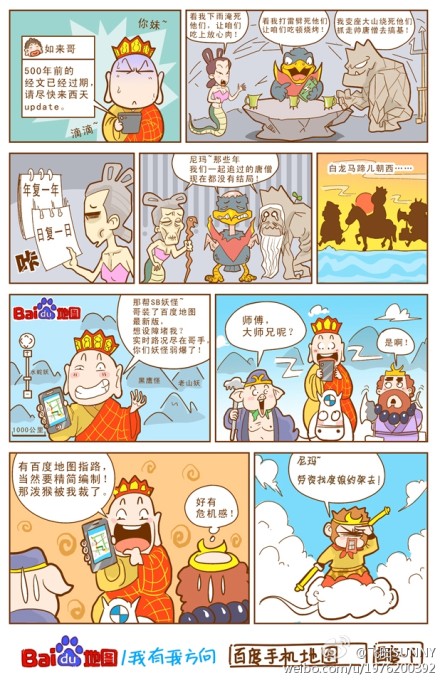 你妹~
如来哥
500年前的
经文已经过期,
请尽快来西天
update。
滴滴~
看我下雨淹死
他们,让咱们
吃上放心肉!
看我打雷劈死他们
让咱们吃顿烧烤!
我变座大山绕死他们
抓走帅唐僧去搞基!
年复一年
日复一日
咔
尼玛~那些年
我们一起追过的唐僧
现在都没有结局!
白龙马蹄儿朝西……
Bai du 地图
那帮SB妖怪~
哥装了百度地图
最新版,
想设障堵我?
实时路况尽在哥手,
你们妖怪弱爆了!
黑唐怪
老山妖
1000公里
师傅,
大师兄呢?
是啊!
有百度地图指路,
当然要精简编制!
那泼猴被我裁了。
好有
危机感!
尼玛~
劳资找度娘的架去!
Bai du 地图 / 我有我方向
百度手机地图
weibo.com/u/1976200392